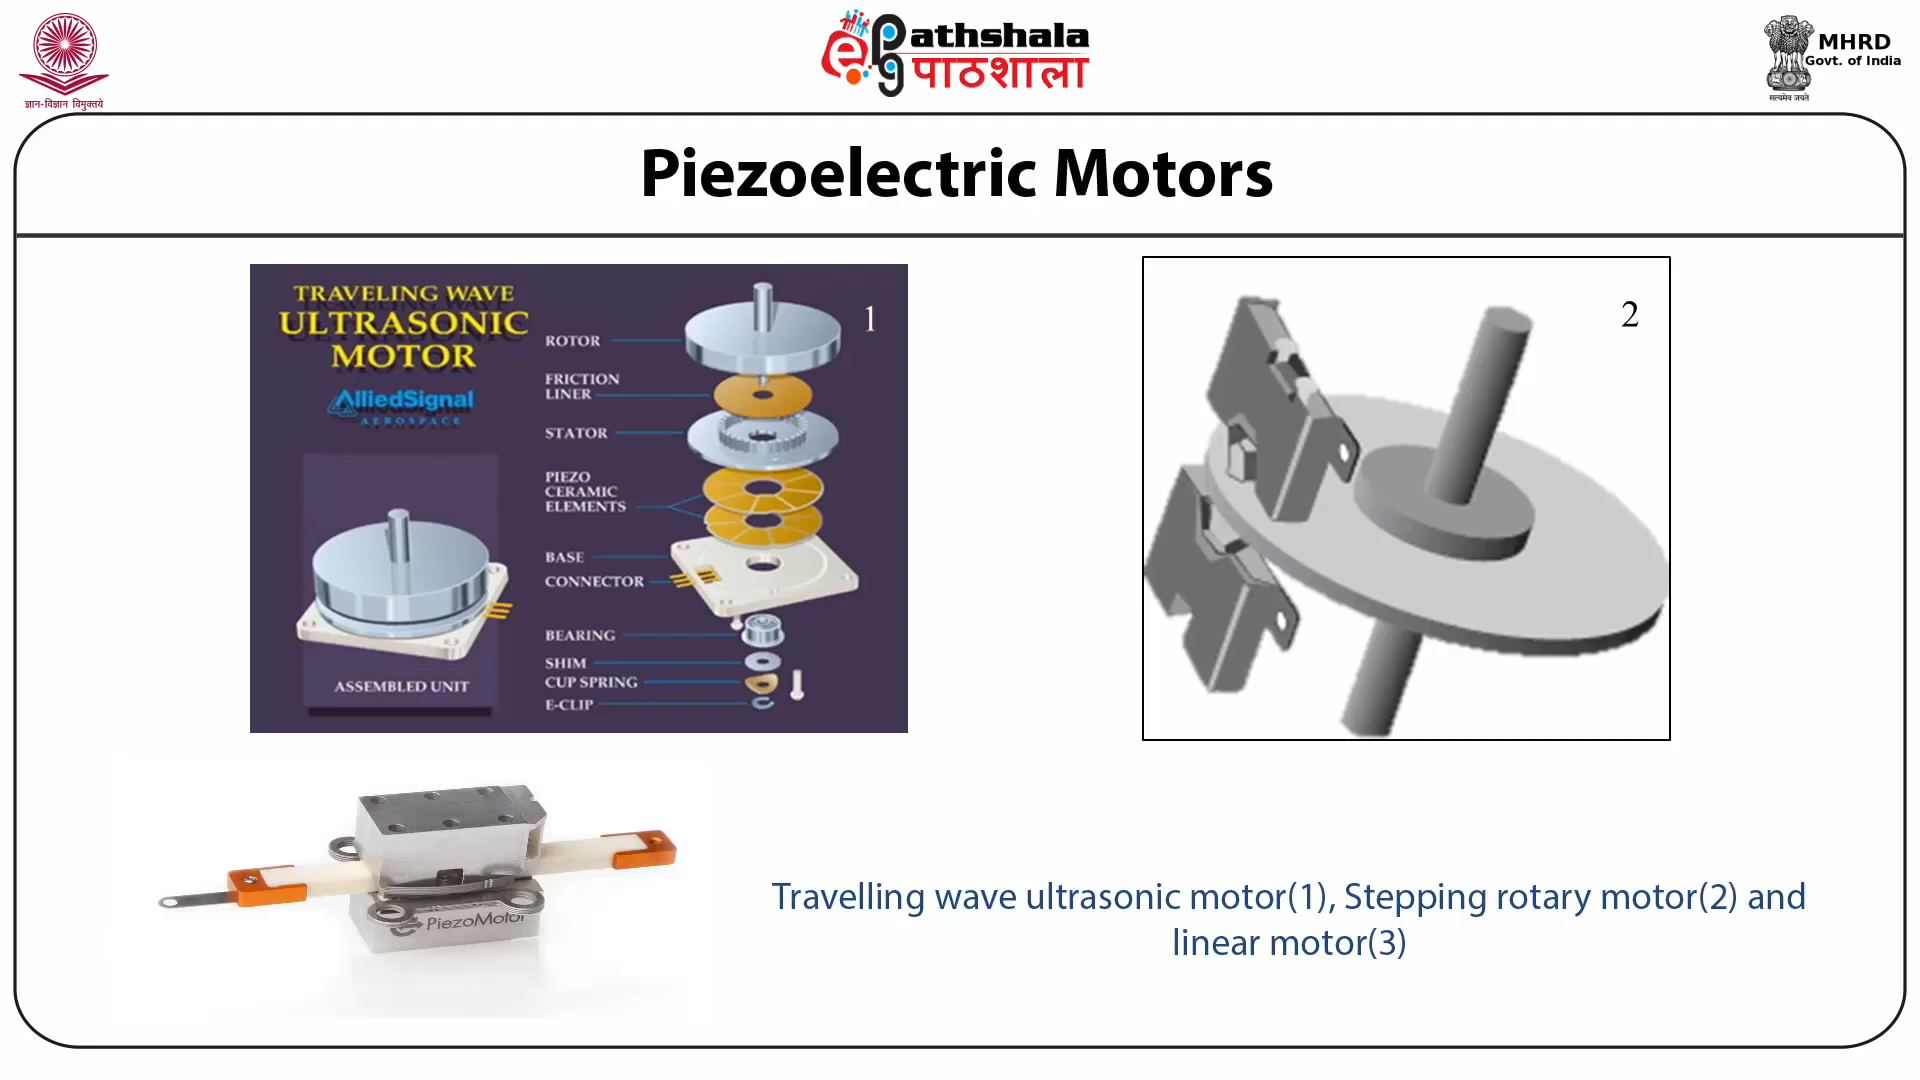 ज्ञान-विज्ञान विमुक्तये
ePathshala
पाठशाला
MHRD
Govt. of India
सत्यमेव जयते
Piezoelectric Motors
TRAVELING WAVE
ULTRASONIC
MOTOR
AlliedSignal
AEROSPACE
ASSEMBLED UNIT
1
ROTOR
FRICTION
LINER
STATOR
PIEZO
CERAMIC
ELEMENTS
BASE
CONNECTOR
BEARING
SHIM
CUP SPRING
E-CLIP
2
PiezoMotor
Travelling wave ultrasonic motor(1), Stepping rotary motor(2) and
linear motor(3)